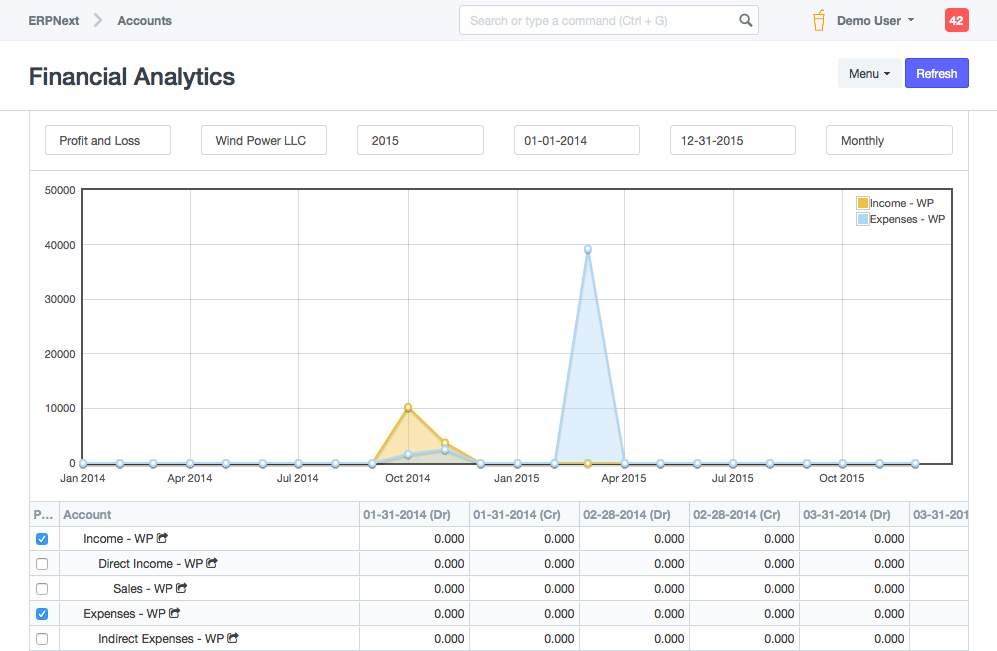 ERPNext Accounts Search or type a command (Ctrl + G) Demo User 42
Financial Analytics Menu Refresh
Profit and Loss Wind Power LLC 2015 01-01-2014 12-31-2015 Monthly
50000
Income - WP
Expenses - WP
40000
30000
20000
10000
0
Jan 2014 Apr 2014 Jul 2014 Oct 2014 Jan 2015 Apr 2015 Jul 2015 Oct 2015
P... Account 01-31-2014 (Dr) 01-31-2014 (Cr) 02-28-2014 (Dr) 02-28-2014 (Cr) 03-31-2014 (Dr) 03-31-201
Income - WP 0.000 0.000 0.000 0.000 0.000
Direct Income - WP 0.000 0.000 0.000 0.000 0.000
Sales - WP 0.000 0.000 0.000 0.000 0.000
Expenses - WP 0.000 0.000 0.000 0.000 0.000
Indirect Expenses - WP 0.000 0.000 0.000 0.000 0.000